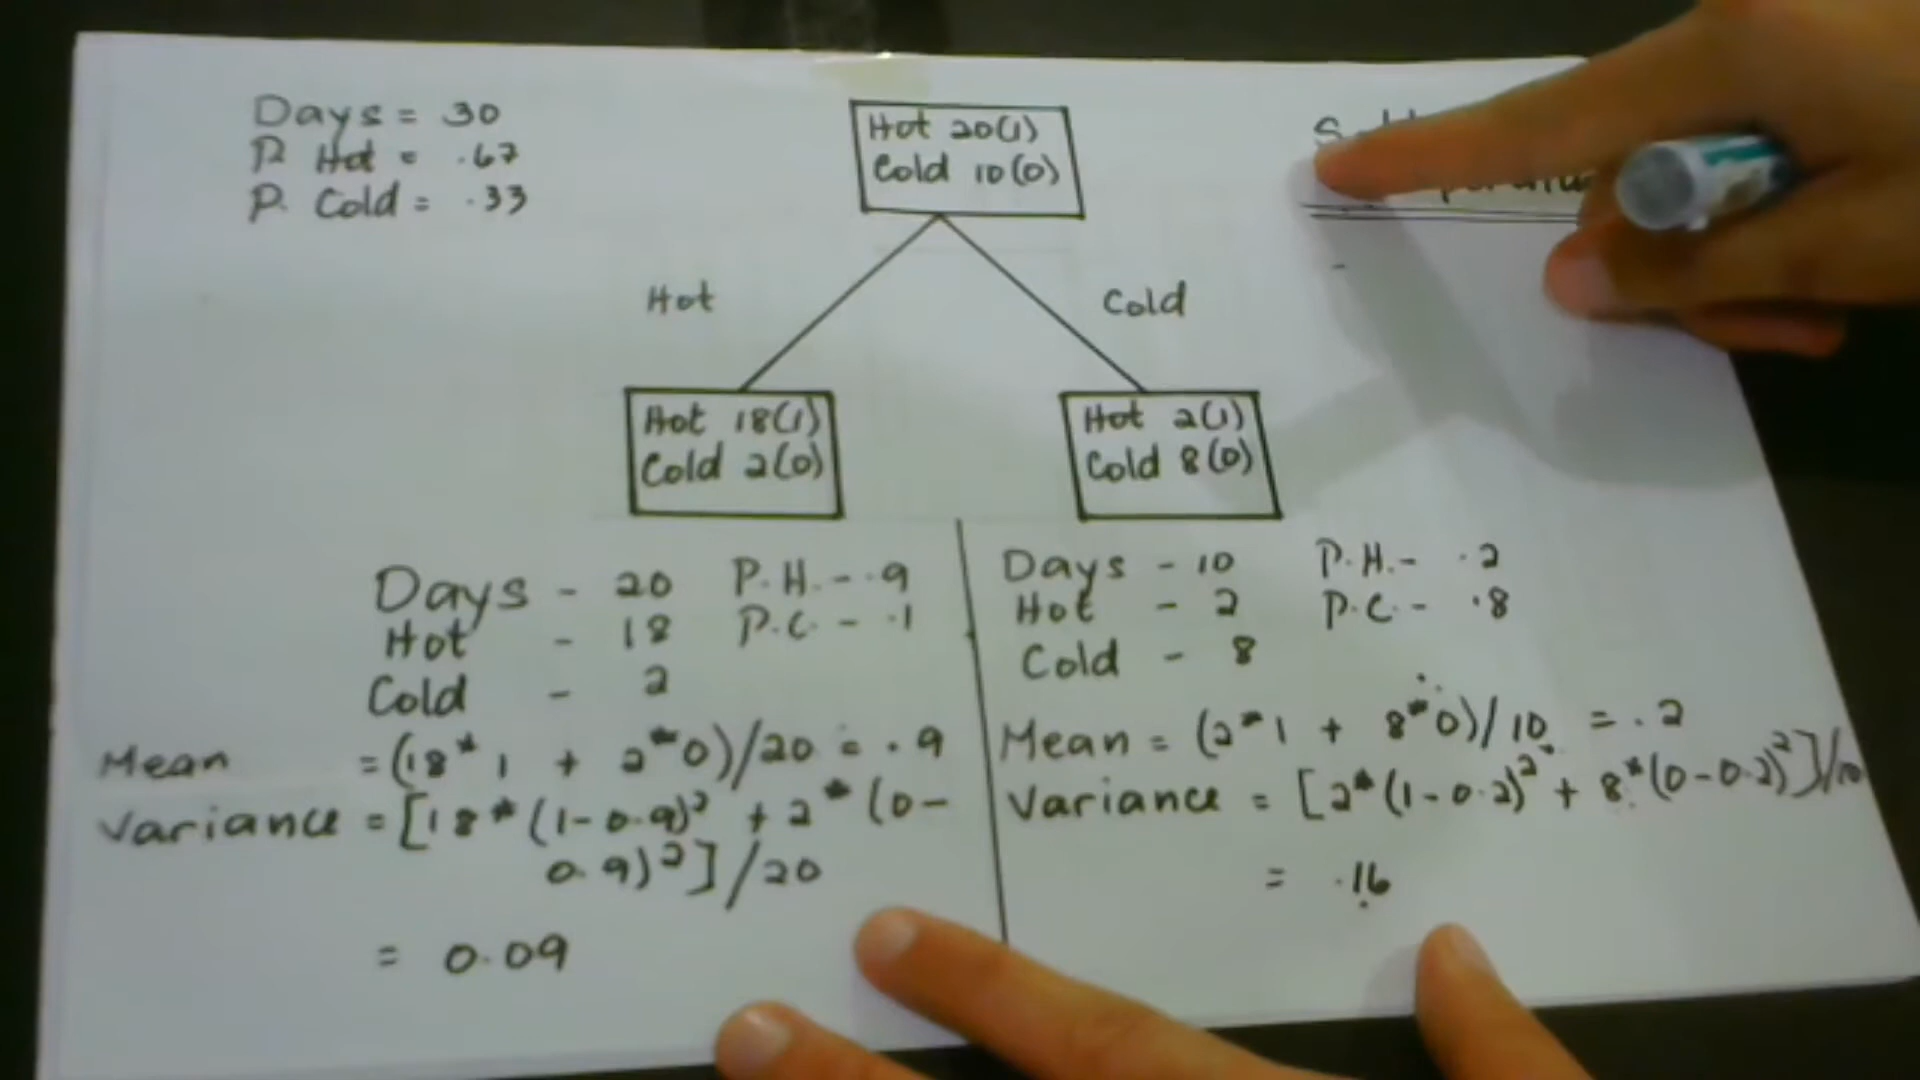 Days = 30
P Hot = .67
P. Cold = .33
Hot 20(1)
Cold 10(0)
Hot
Cold
Hot 18(1)
Cold 2(0)
Hot 2(1)
Cold 8(0)
Days - 20 P.H. - .9
Hot - 18 P.C. - .1
Cold - 2
Mean = (18*1 + 2*0)/20 = .9
Variance = [18*(1-0.9)² + 2*(0-
0.9)²]/20
= 0.09
Days - 10 P.H. - .2
Hot - 2 P.C. - .8
Cold - 8
Mean = (2*1 + 8*0)/10 = .2
Variance = [2*(1-0.2)² + 8*(0-0.2)²]/10
= .16